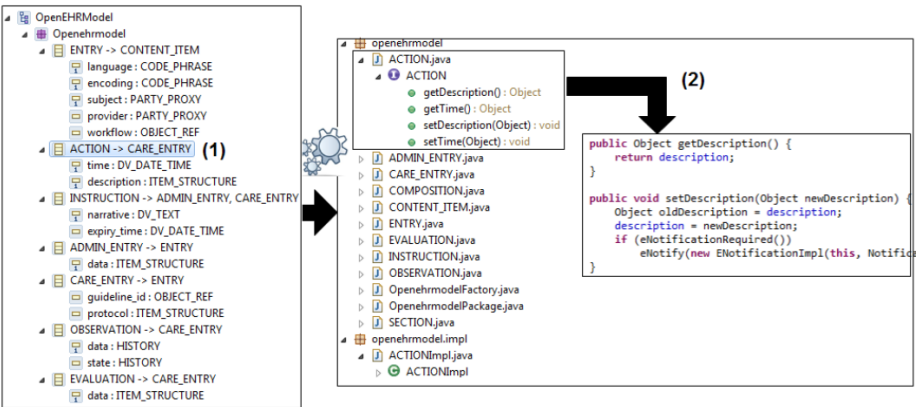 OpenEHRModel
Openehrmodel
ENTRY -> CONTENT_ITEM
language : CODE_PHRASE
encoding : CODE_PHRASE
subject : PARTY_PROXY
provider : PARTY_PROXY
workflow : OBJECT_REF
ACTION -> CARE_ENTRY (1)
time : DV_DATE_TIME
description : ITEM_STRUCTURE
INSTRUCTION -> ADMIN_ENTRY, CARE_ENTRY
narrative : DV_TEXT
expiry_time : DV_DATE_TIME
ADMIN_ENTRY -> ENTRY
data : ITEM_STRUCTURE
CARE_ENTRY -> ENTRY
guideline_id : OBJECT_REF
protocol : ITEM_STRUCTURE
OBSERVATION -> CARE_ENTRY
data : HISTORY
state : HISTORY
EVALUATION -> CARE_ENTRY
data : ITEM_STRUCTURE
openehrmodel
ACTION.java
ACTION
getDescription() : Object
getTime() : Object
setDescription(Object) : void
setTime(Object) : void
ADMIN_ENTRY.java
CARE_ENTRY.java
COMPOSITION.java
CONTENT_ITEM.java
ENTRY.java
EVALUATION.java
INSTRUCTION.java
OBSERVATION.java
OpenehrmodelFactory.java
OpenehrmodelPackage.java
SECTION.java
openehrmodel.impl
ACTIONImpl.java
ACTIONImpl
(2)
public Object getDescription() {
return description;
}
public void setDescription(Object newDescription) {
Object oldDescription = description;
description = newDescription;
if (eNotificationRequired())
eNotify(new ENotificationImpl(this, Notifica
}